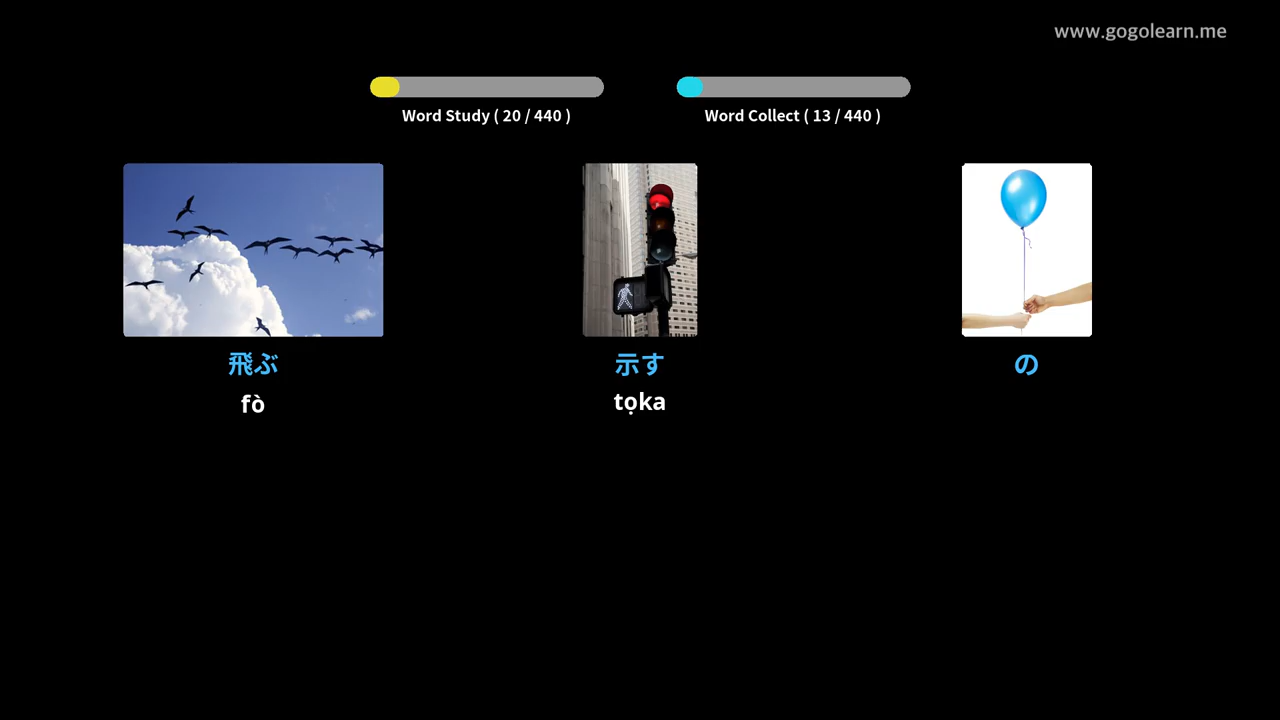 www.gogolearn.me
Word Study ( 20 / 440 )
Word Collect ( 13 / 440 )
飛ぶ
fò
示す
tọka
の